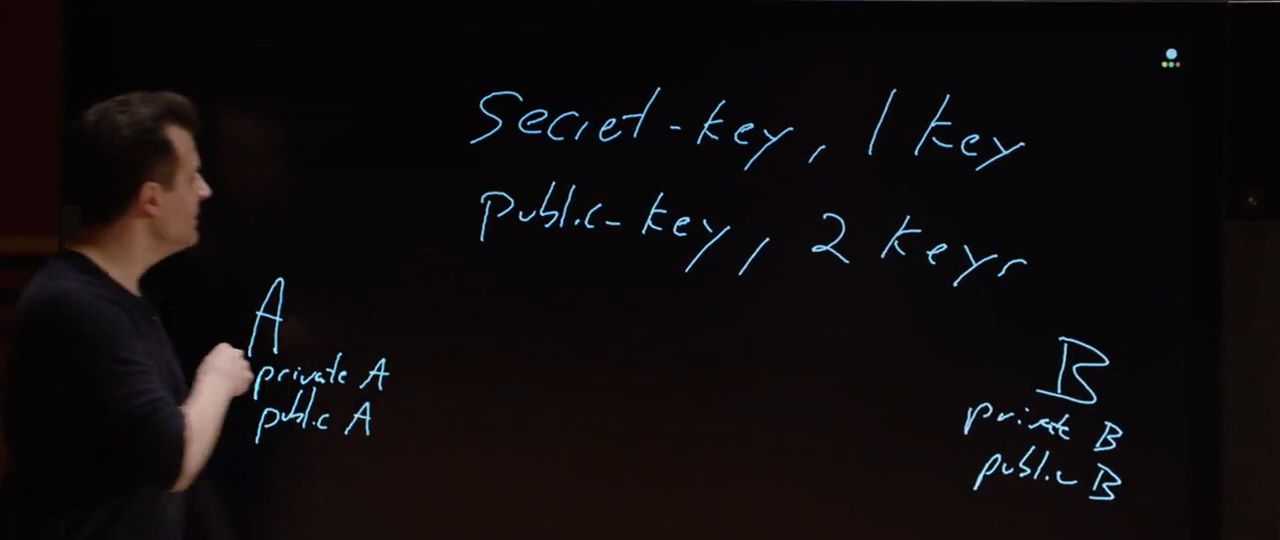 Secret-key, 1 key
public-key, 2 keys
A
private A
public A
B
private B
public B